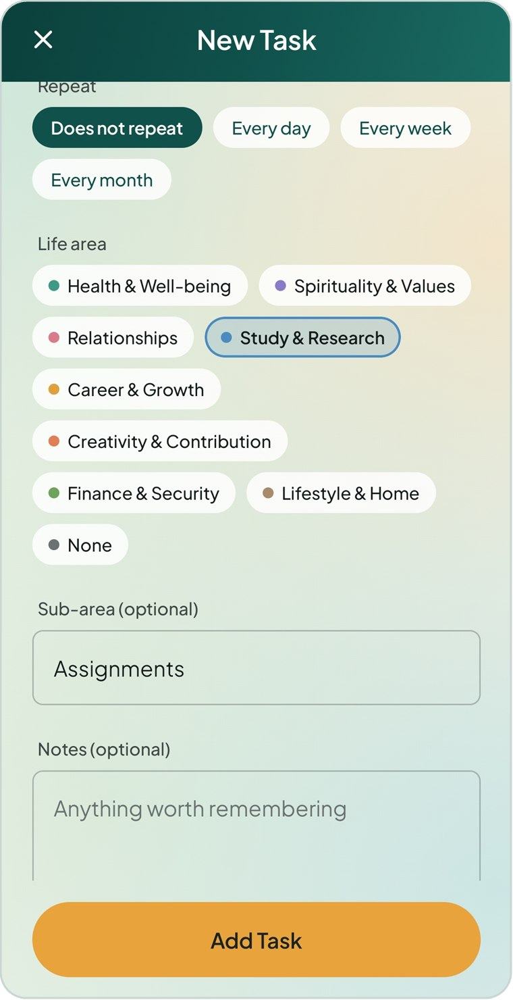 New Task
Repeat
Does not repeat
Every day
Every week
Every month
Life area
Health & Well-being
Spirituality & Values
Relationships
Study & Research
Career & Growth
Creativity & Contribution
Finance & Security
Lifestyle & Home
None
Sub-area (optional)
Assignments
Notes (optional)
Anything worth remembering
Add Task